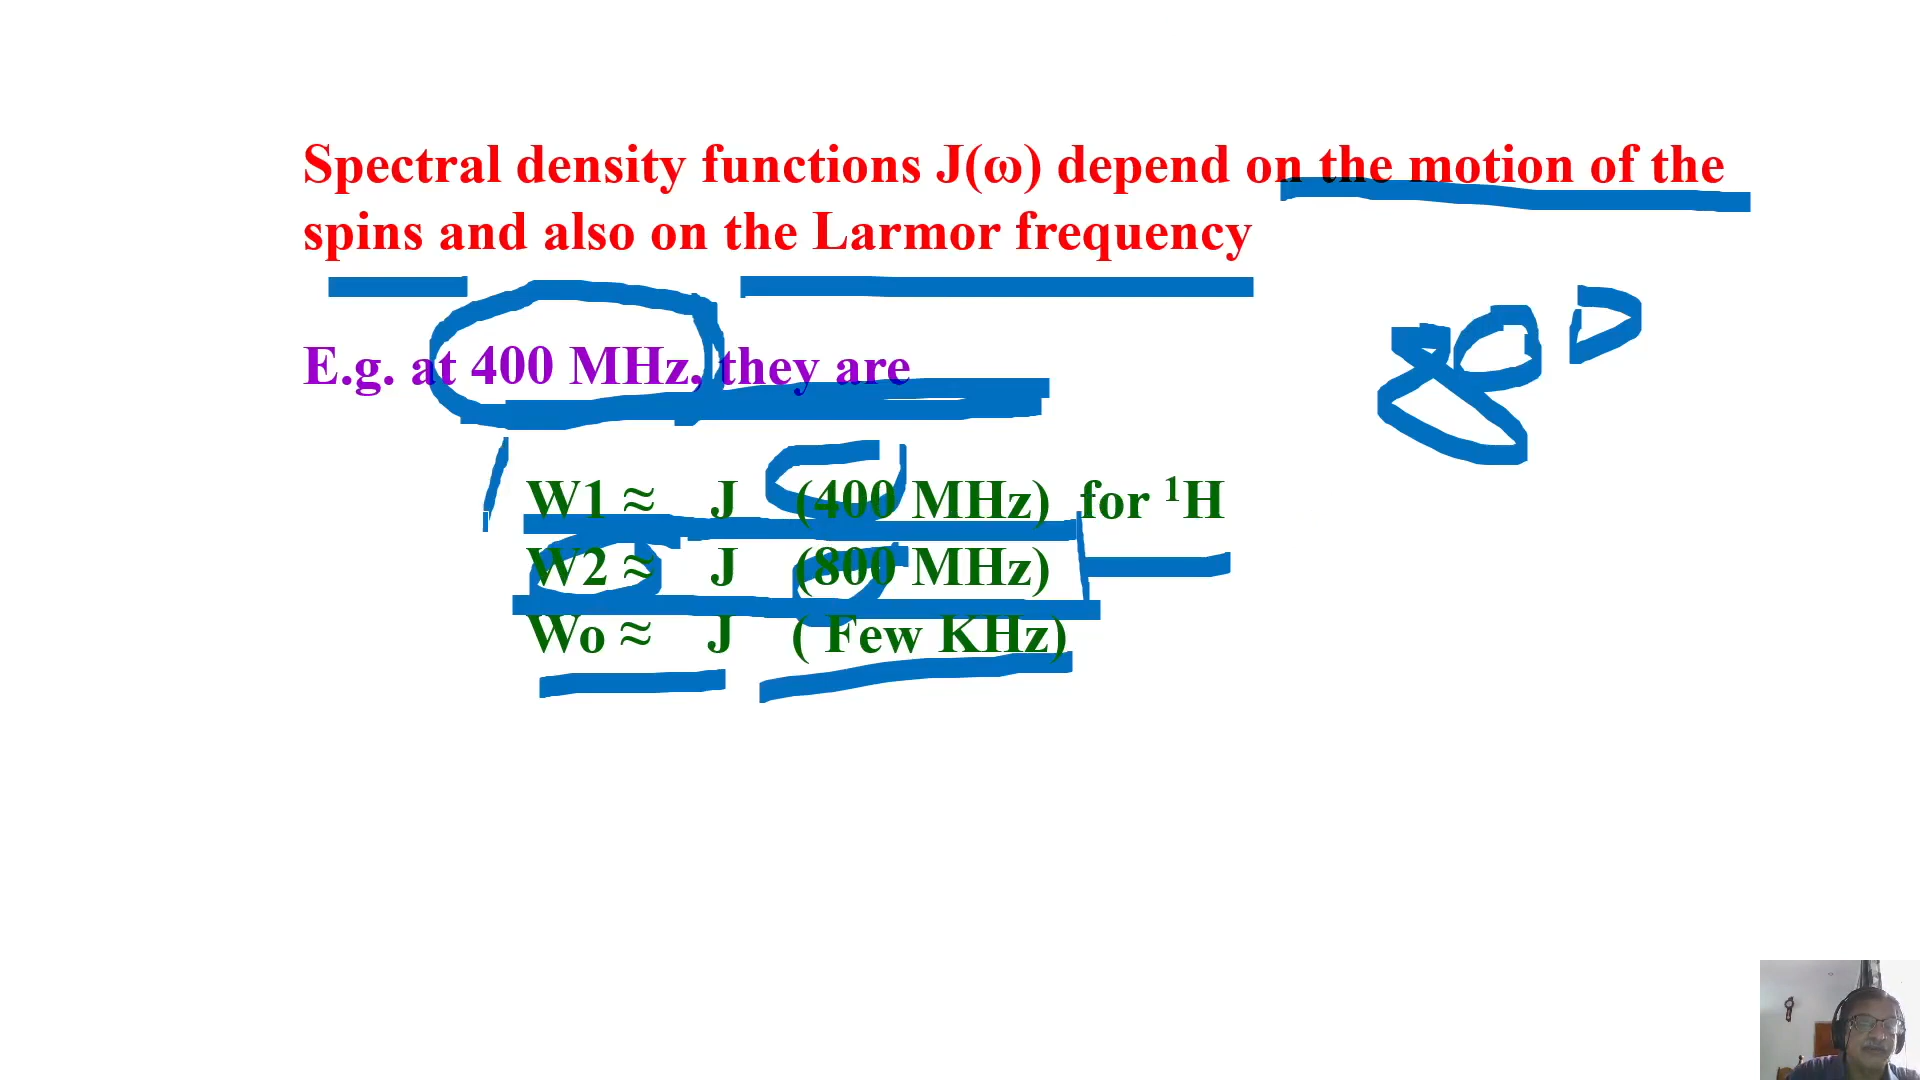 Spectral density functions J(ω) depend on the motion of the
spins and also on the Larmor frequency
800
E.g. at 400 MHz, they are
W1 ≈ J (400 MHz) for ¹H
W2 ≈ J (800 MHz)
Wo ≈ J ( Few KHz)